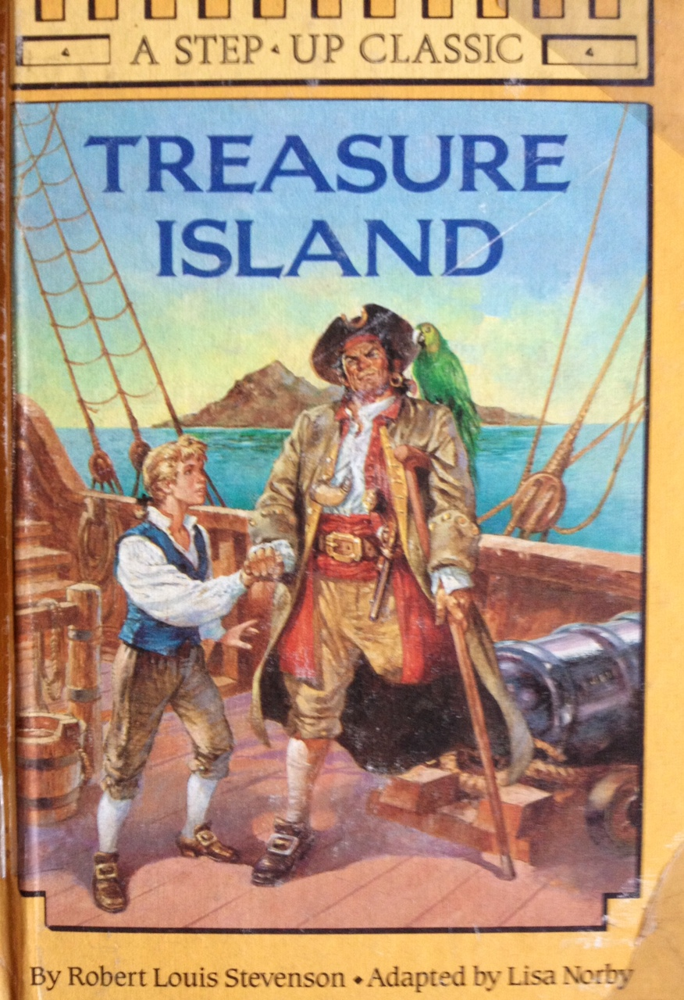 A STEP·UP CLASSIC
TREASURE
ISLAND
By Robert Louis Stevenson • Adapted by Lisa Norby